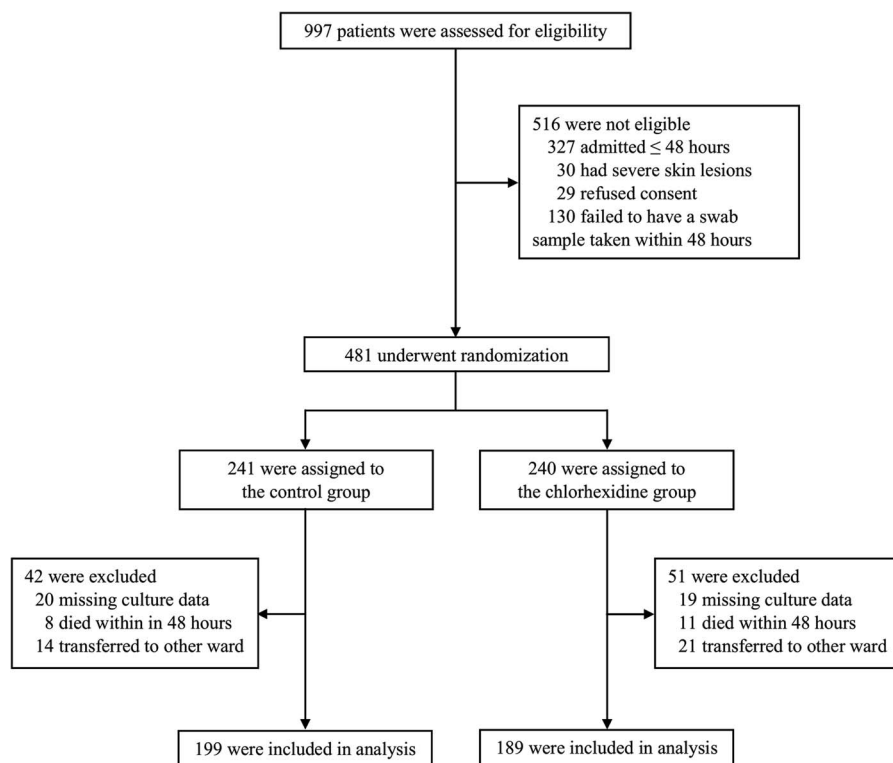 997 patients were assessed for eligibility
516 were not eligible
327 admitted ≤ 48 hours
30 had severe skin lesions
29 refused consent
130 failed to have a swab
sample taken within 48 hours
481 underwent randomization
241 were assigned to
the control group
240 were assigned to
the chlorhexidine group
42 were excluded
20 missing culture data
8 died within in 48 hours
14 transferred to other ward
51 were excluded
19 missing culture data
11 died within 48 hours
21 transferred to other ward
199 were included in analysis
189 were included in analysis